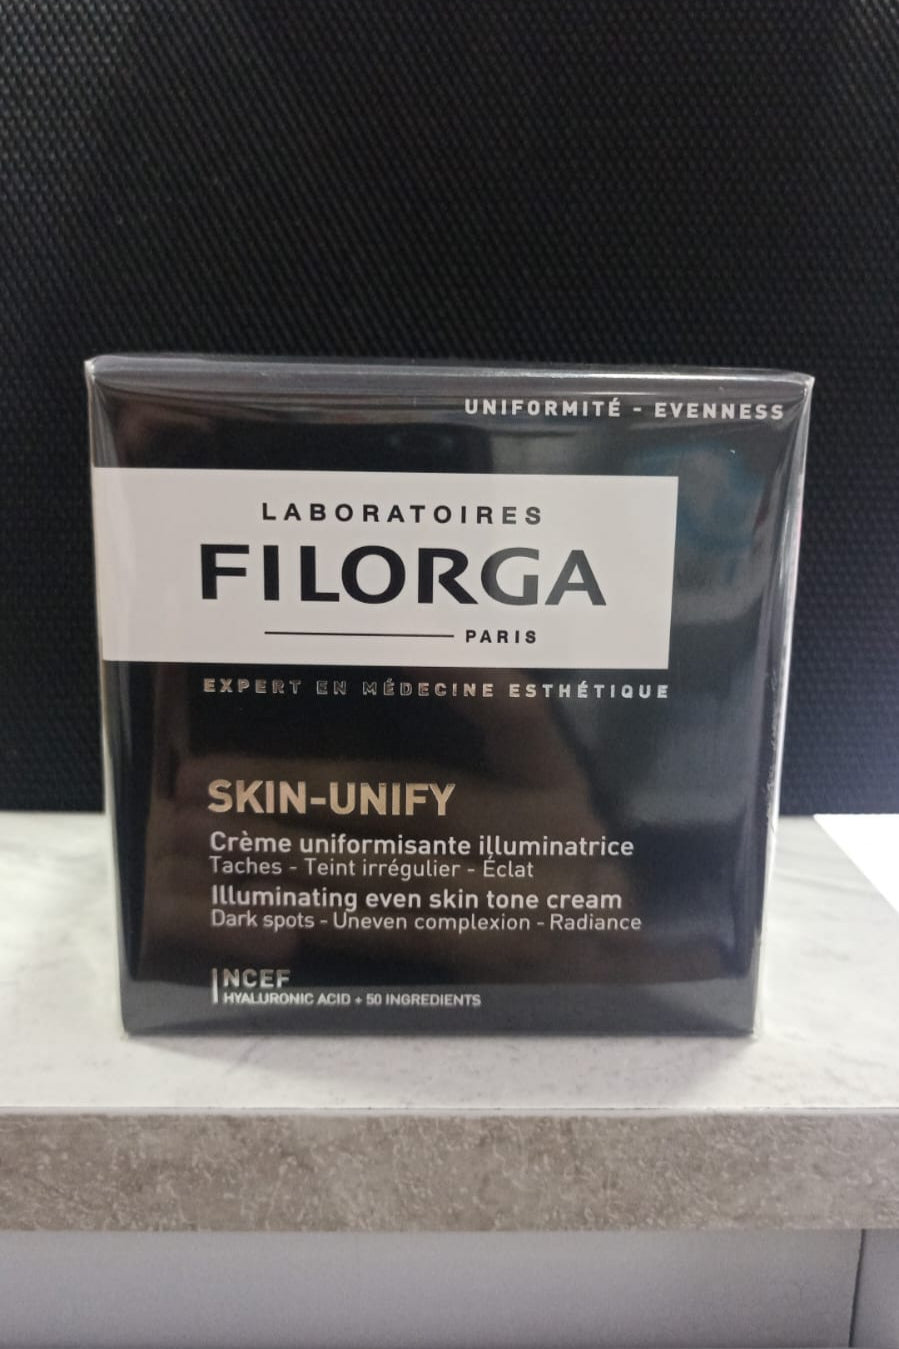 UNIFORMITÉ - EVENNESS
LABORATOIRES
FILORGA
PARIS
EXPERT EN MÉDECINE ESTHÉTIQUE
SKIN-UNIFY
Crème uniformisante illuminatrice
Taches - Teint irrégulier - Éclat
Illuminating even skin tone cream
Dark spots - Uneven complexion - Radiance
NCEF
HYALURONIC ACID + 50 INGREDIENTS